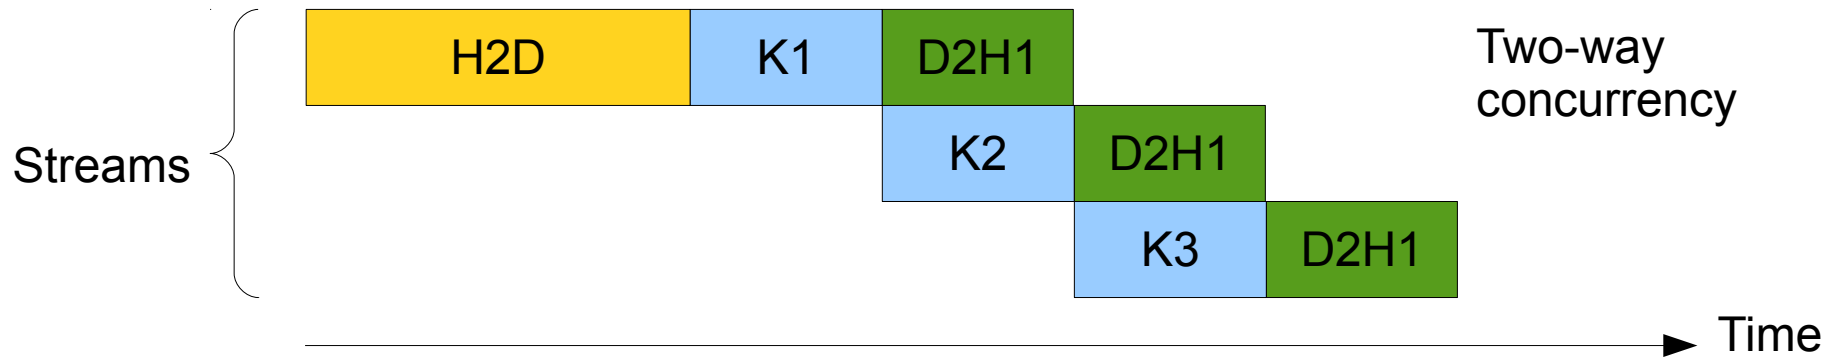 H2D K1 D2H1
Two-way
concurrency
Streams
K2 D2H1
K3 D2H1
Time